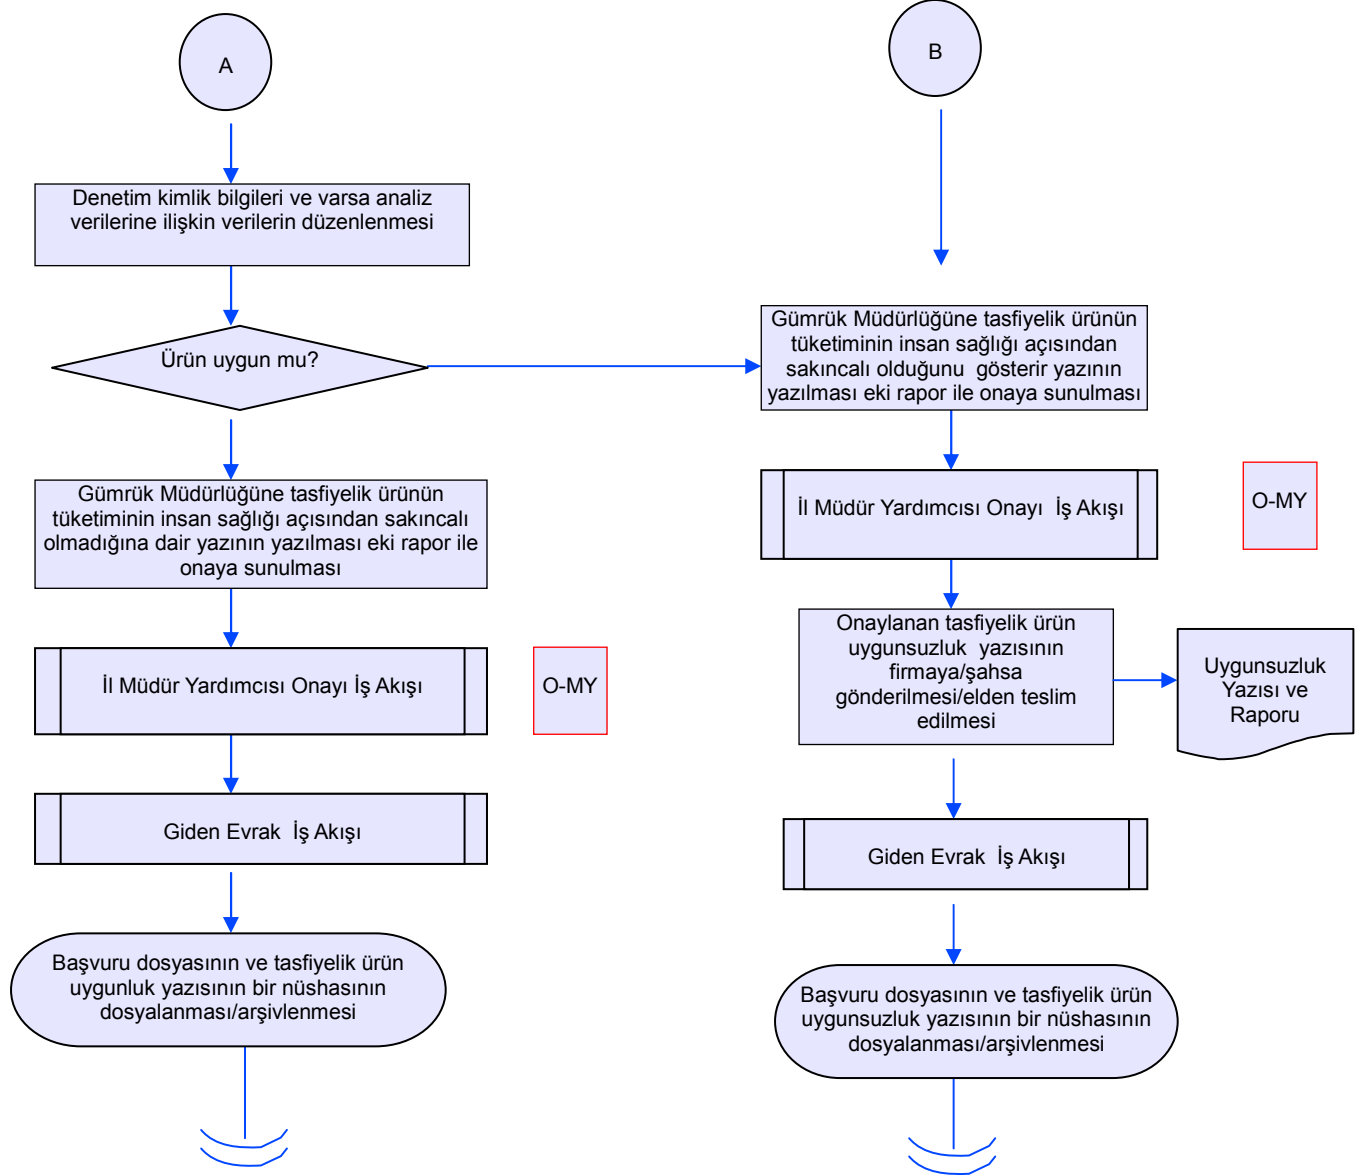 A
Denetim kimlik bilgileri ve varsa analiz
verilerine ilişkin verilerin düzenlenmesi
Ürün uygun mu?
Gümrük Müdürlüğüne tasfiyelik ürünün
tüketiminin insan sağlığı açısından sakıncalı
olmadığına dair yazının yazılması eki rapor ile
onaya sunulması
İl Müdür Yardımcısı Onayı İş Akışı
O-MY
Giden Evrak İş Akışı
Başvuru dosyasının ve tasfiyelik ürün
uygunluk yazısının bir nüshasının
dosyalanması/arşivlenmesi
B
Gümrük Müdürlüğüne tasfiyelik ürünün
tüketiminin insan sağlığı açısından
sakıncalı olduğunu gösterir yazının
yazılması eki rapor ile onaya sunulması
İl Müdür Yardımcısı Onayı İş Akışı
O-MY
Onaylanan tasfiyelik ürün
uygunsuzluk yazısının
firmaya/şahsa
gönderilmesi/elden teslim
edilmesi
Uygunsuzluk
Yazısı ve
Raporu
Giden Evrak İş Akışı
Başvuru dosyasının ve tasfiyelik ürün
uygunsuzluk yazısının bir nüshasının
dosyalanması/arşivlenmesi